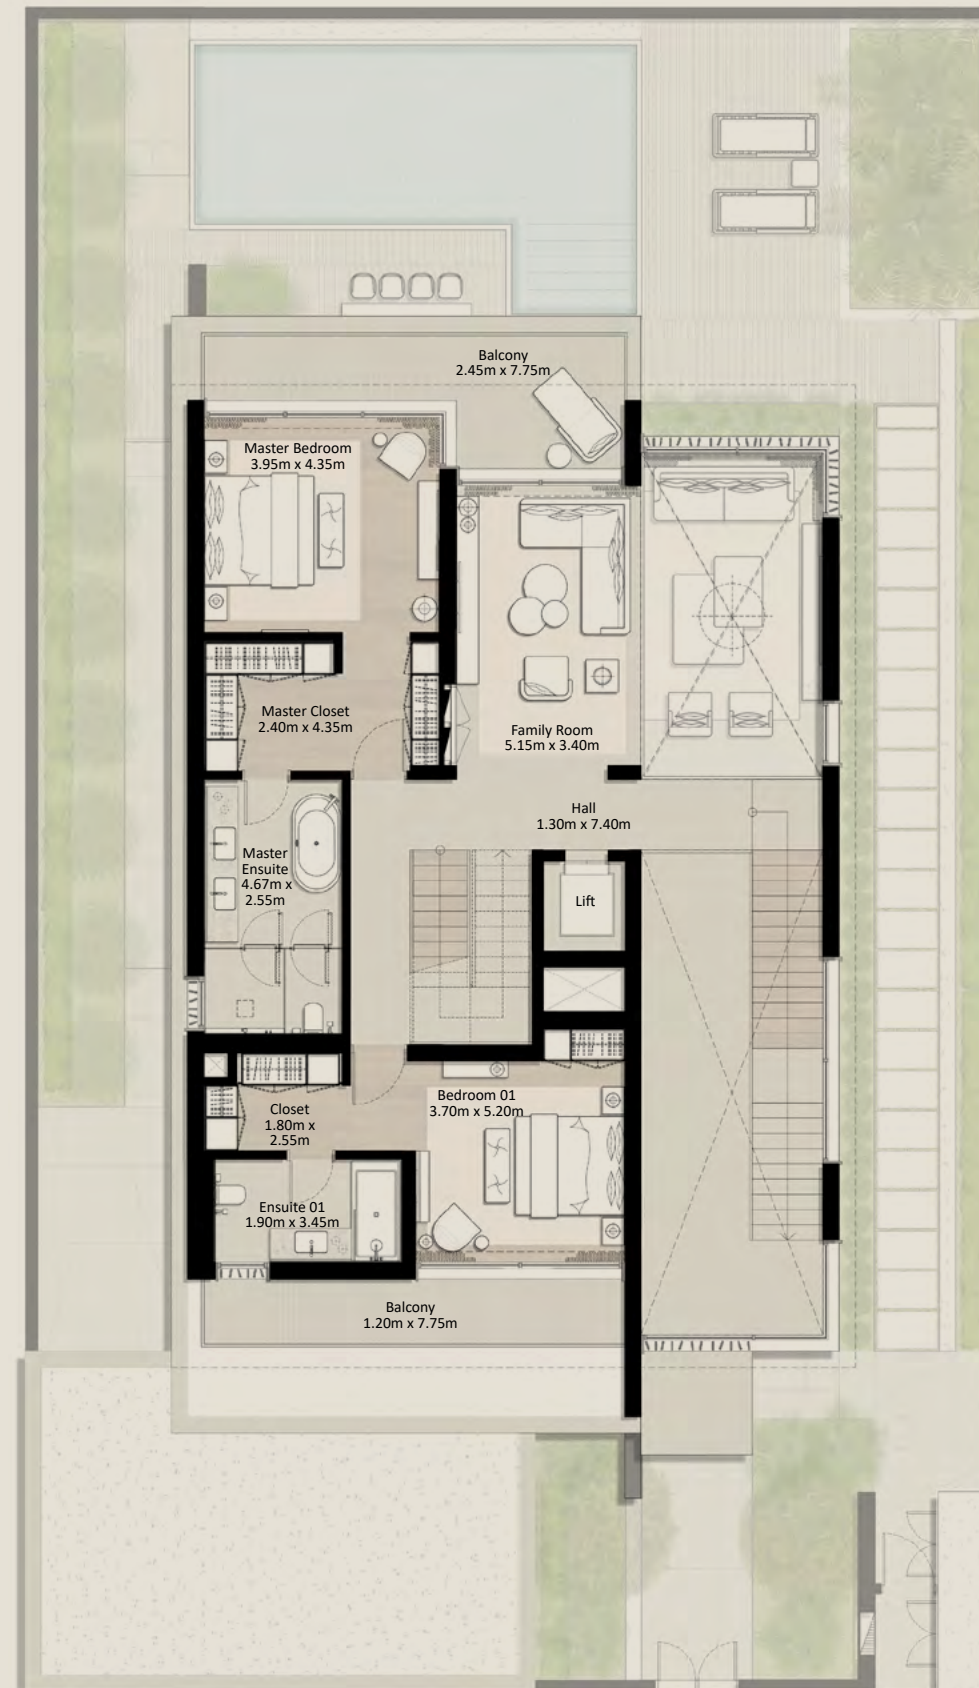 Balcony
2.45m x 7.75m
Master Bedroom
3.95m x 4.35m
Master Closet
2.40m x 4.35m
Family Room
5.15m x 3.40m
Hall
1.30m x 7.40m
Master
Ensuite
4.67m x
2.55m
Lift
Bedroom 01
3.70m x 5.20m
Closet
1.80m x
2.55m
Ensuite 01
1.90m x 3.45m
Balcony
1.20m x 7.75m